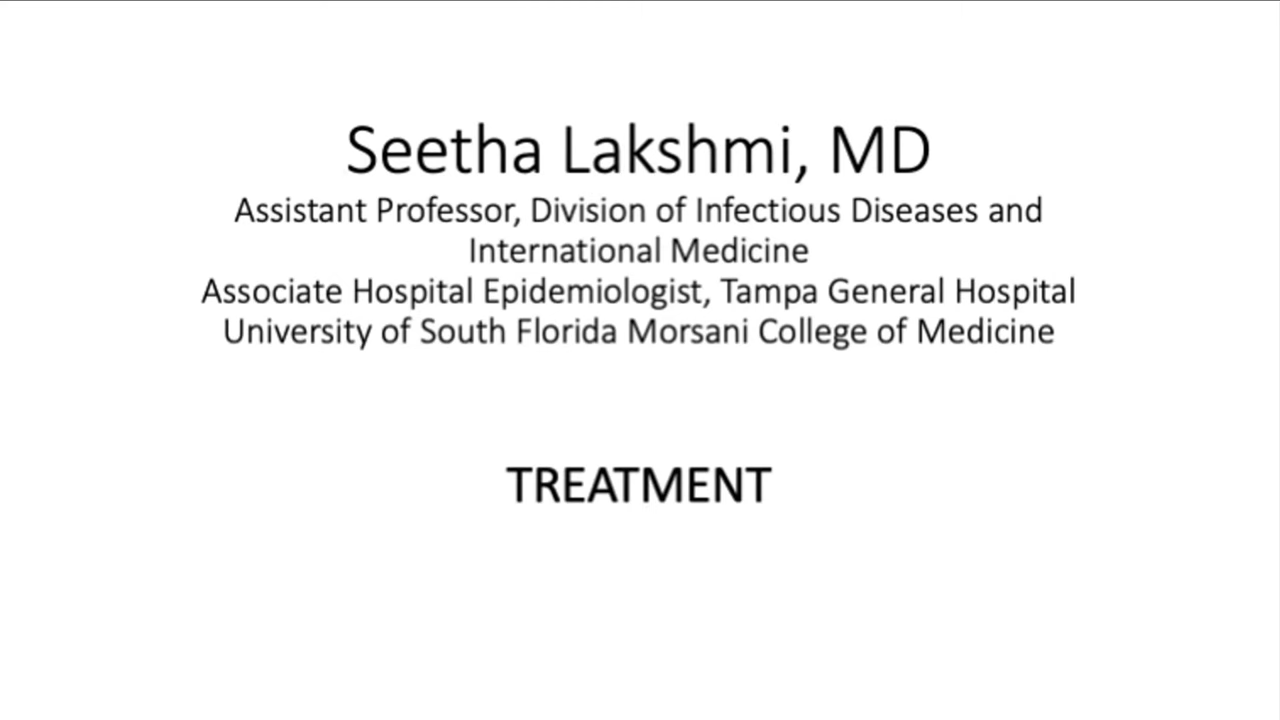 Seetha Lakshmi, MD
Assistant Professor, Division of Infectious Diseases and
International Medicine
Associate Hospital Epidemiologist, Tampa General Hospital
University of South Florida Morsani College of Medicine
TREATMENT